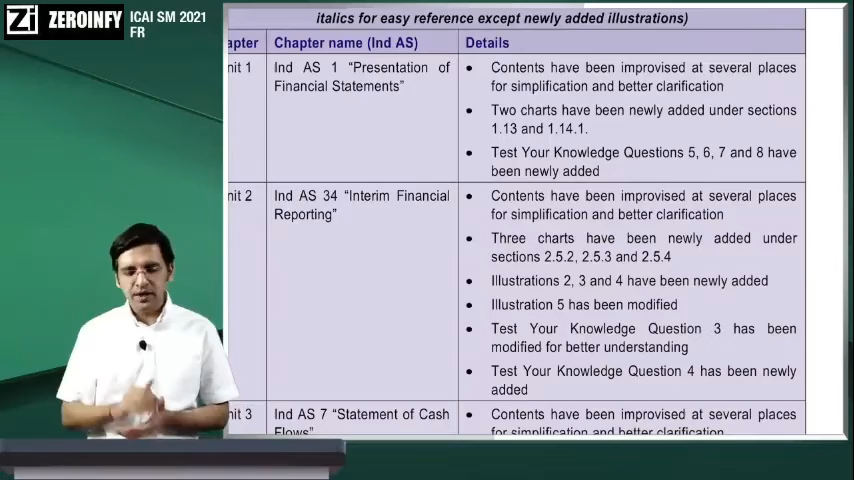 Zi ZEROINFY
ICAI SM 2021
FR
italics for easy reference except newly added illustrations)
apter Chapter name (Ind AS) Details
nit 1 Ind AS 1 “Presentation of
Financial Statements”
• Contents have been improvised at several places
for simplification and better clarification
• Two charts have been newly added under sections
1.13 and 1.14.1.
• Test Your Knowledge Questions 5, 6, 7 and 8 have
been newly added
nit 2 Ind AS 34 “Interim Financial
Reporting”
• Contents have been improvised at several places
for simplification and better clarification
• Three charts have been newly added under
sections 2.5.2, 2.5.3 and 2.5.4
• Illustrations 2, 3 and 4 have been newly added
• Illustration 5 has been modified
• Test Your Knowledge Question 3 has been
modified for better understanding
• Test Your Knowledge Question 4 has been newly
added
nit 3 Ind AS 7 “Statement of Cash
Flows”
• Contents have been improvised at several places
for simplification and better clarification